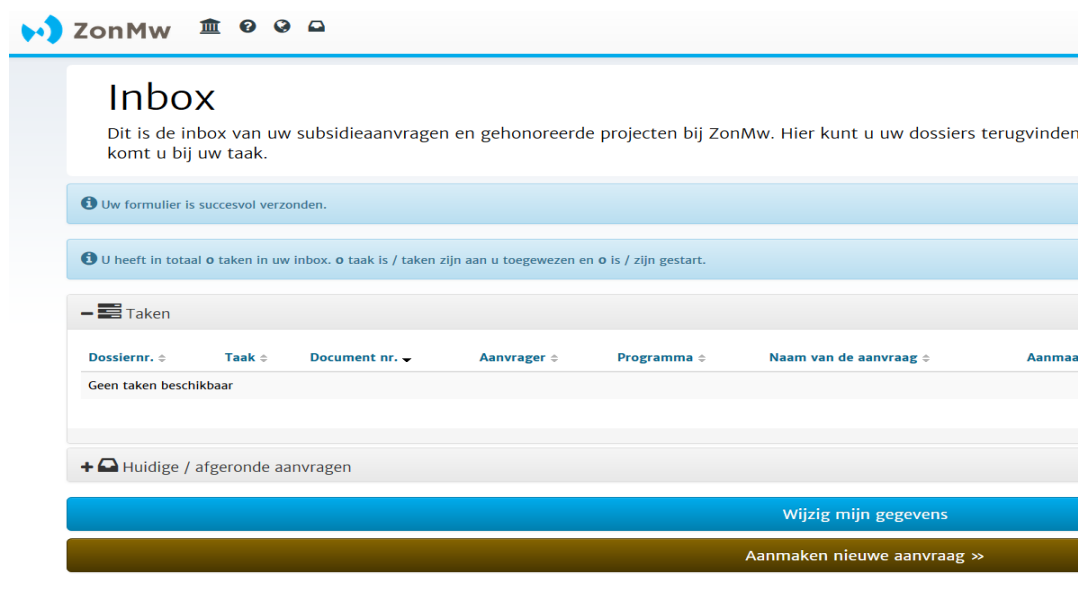 ZonMw
Inbox
Dit is de inbox van uw subsidieaanvragen en gehonoreerde projecten bij ZonMw. Hier kunt u uw dossiers terugvinden
komt u bij uw taak.
Uw formulier is succesvol verzonden.
U heeft in totaal 0 taken in uw inbox. 0 taak is / taken zijn aan u toegewezen en 0 is / zijn gestart.
Taken
Dossiernr. Taak Document nr. Aanvrager Programma Naam van de aanvraag Aanmaa
Geen taken beschikbaar
Huidige / afgeronde aanvragen
Wijzig mijn gegevens
Aanmaken nieuwe aanvraag »